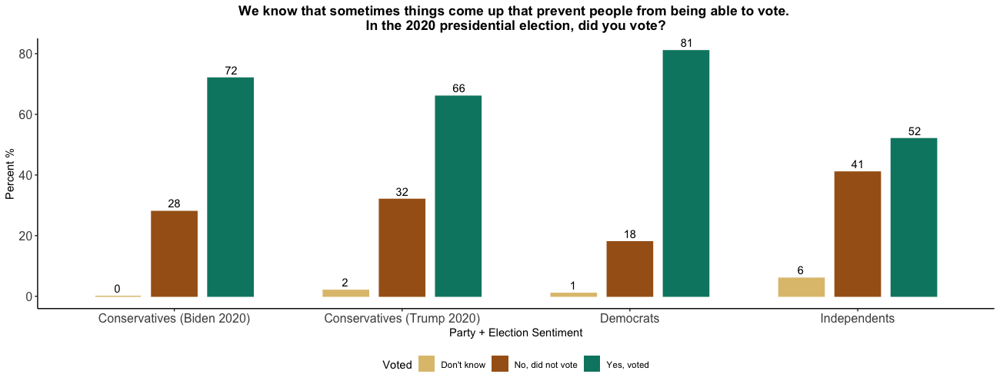 We know that sometimes things come up that prevent people from being able to vote.
In the 2020 presidential election, did you vote?
Percent %
80
60
40
20
0
0
28
72
2
32
66
1
18
81
6
41
52
Conservatives (Biden 2020)
Conservatives (Trump 2020)
Democrats
Independents
Party + Election Sentiment
Voted Don't know No, did not vote Yes, voted